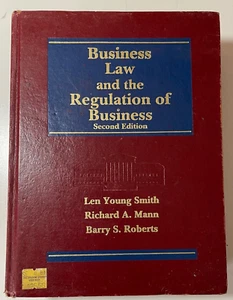 Business
Law
and the
Regulation of
Business
Second Edition
Len Young Smith
Richard A. Mann
Barry S. Roberts